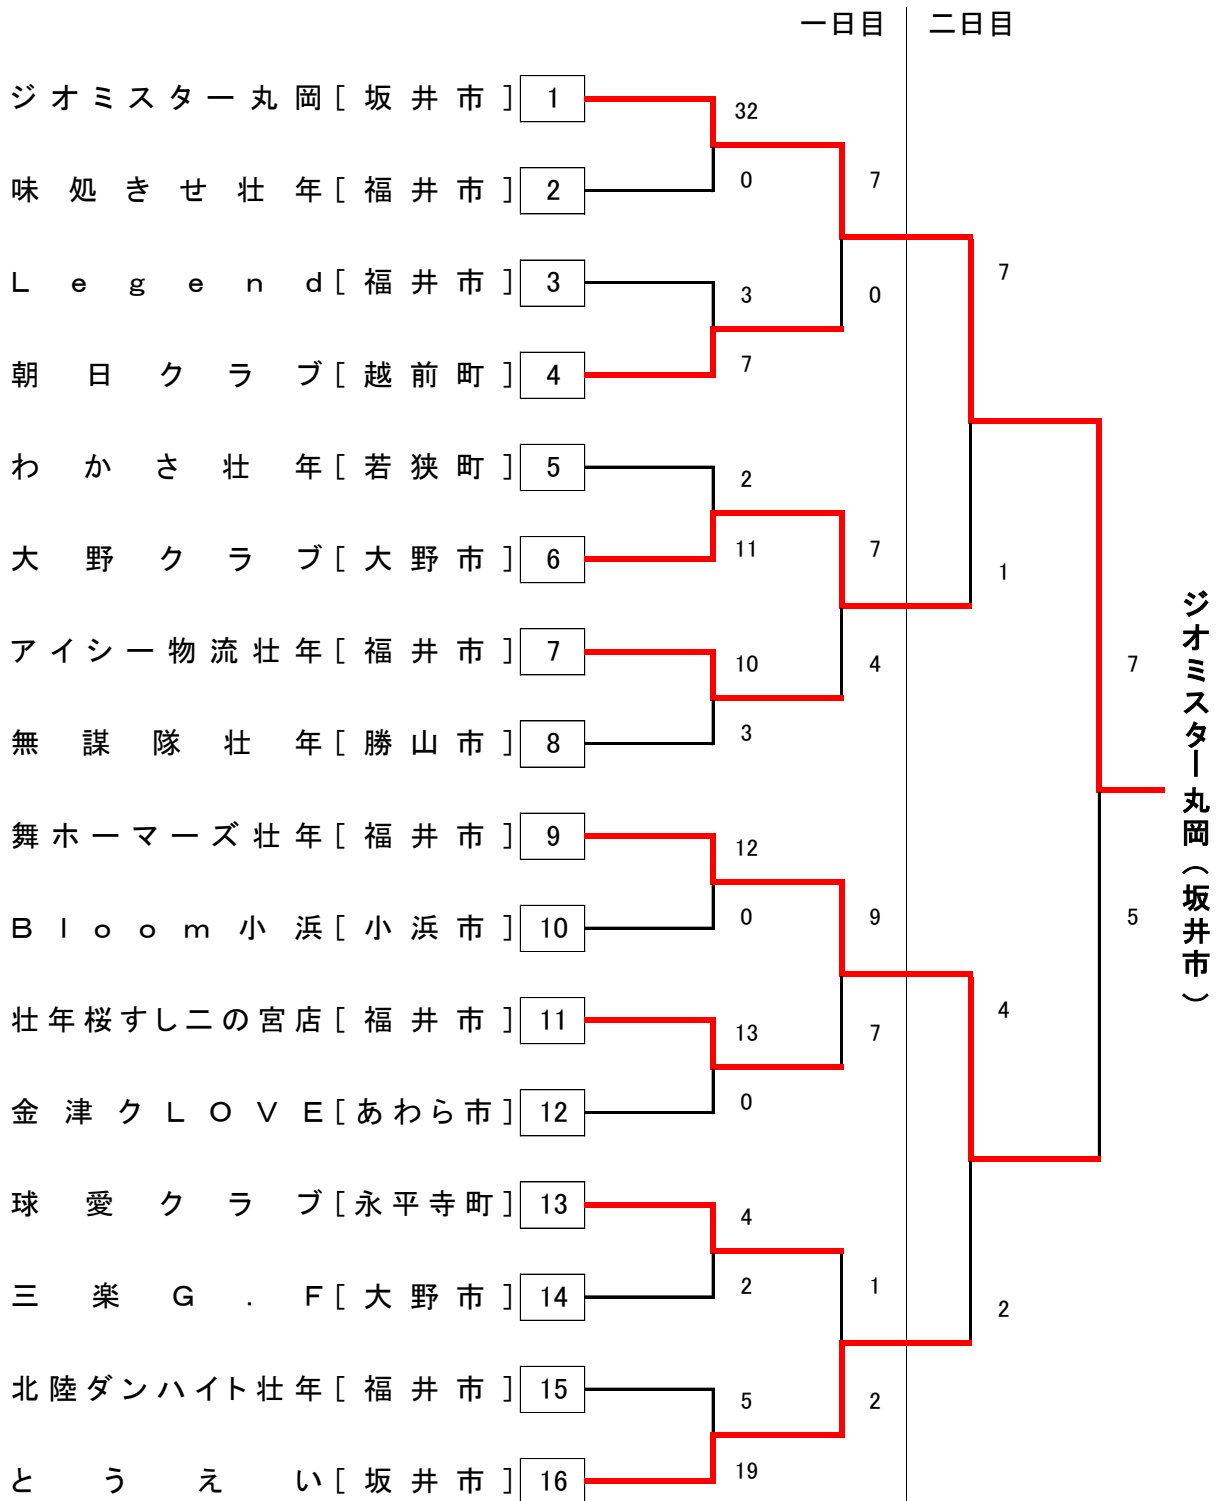 一日目 二日目
ジオミスター丸岡[坂井市] 1
32
味処きせ壮年[福井市] 2
0
7
Legend[福井市] 3
3
0
7
朝日クラブ[越前町] 4
7
わかさ壮年[若狭町] 5
2
大野クラブ[大野市] 6
11
7
1
アイシー物流壮年[福井市] 7
10
4
7
無謀隊壮年[勝山市] 8
3
ジオミスター丸岡(坂井市)
舞ホーマーズ壮年[福井市] 9
12
Bloom小浜[小浜市] 10
0
9
5
壮年桜すし二の宮店[福井市] 11
13
7
4
金津クLOVE[あわら市] 12
0
球愛クラブ[永平寺町] 13
4
三楽G.F[大野市] 14
2
1
2
北陸ダンハイト壮年[福井市] 15
5
2
とうえい[坂井市] 16
19